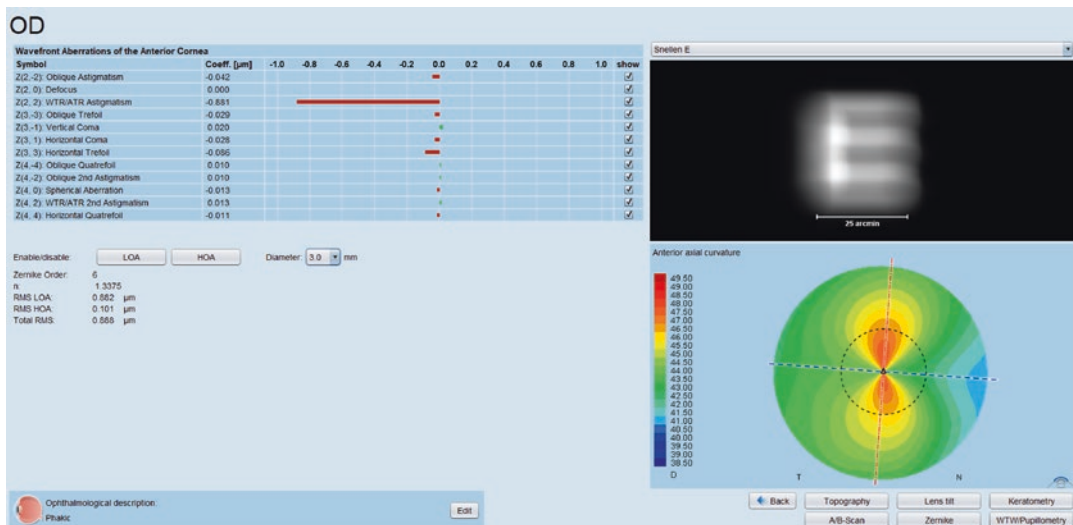 OD
Wavefront Aberrations of the Anterior Cornea
Symbol Coeff. [µm] -1.0 -0.8 -0.6 -0.4 -0.2 0.0 0.2 0.4 0.6 0.8 1.0 show
Z(2,-2): Oblique Astigmatism -0.042
Z(2, 0): Defocus 0.000
Z(2, 2): WTR/ATR Astigmatism -0.881
Z(3,-3): Oblique Trefoil -0.029
Z(3,-1): Vertical Coma 0.020
Z(3, 1): Horizontal Coma -0.028
Z(3, 3): Horizontal Trefoil -0.086
Z(4,-4): Oblique Quatrefoil 0.010
Z(4,-2): Oblique 2nd Astigmatism 0.010
Z(4, 0): Spherical Aberration -0.013
Z(4, 2): WTR/ATR 2nd Astigmatism 0.013
Z(4, 4): Horizontal Quatrefoil -0.011
Enable/disable: LOA HOA Diameter: 3.0 mm
Zernike Order: 6
n: 1.3375
RMS LOA: 0.882 µm
RMS HOA: 0.101 µm
Total RMS: 0.888 µm
Snellen E
E
25 arcmin
Anterior axial curvature
49.50
49.00
48.50
48.00
47.50
47.00
46.50
46.00
45.50
45.00
44.50
44.00
43.50
43.00
42.50
42.00
41.50
41.00
40.50
40.00
39.50
39.00
38.50
D
T N
Ophthalmological description:
Phakic
Edit
Back Topography Lens tilt Keratometry
A/B-Scan Zernike WTW/Pupillometry